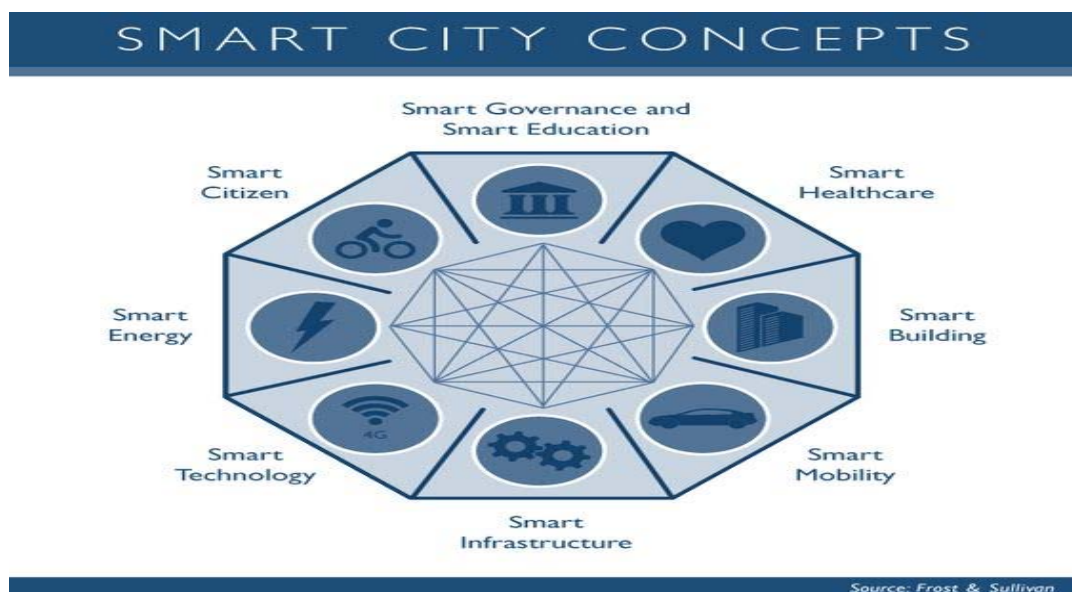 SMART CITY CONCEPTS
Smart Governance and
Smart Education
Smart
Citizen
Smart
Healthcare
Smart
Energy
Smart
Building
4G
Smart
Technology
Smart
Mobility
Smart
Infrastructure
Source: Frost & Sullivan